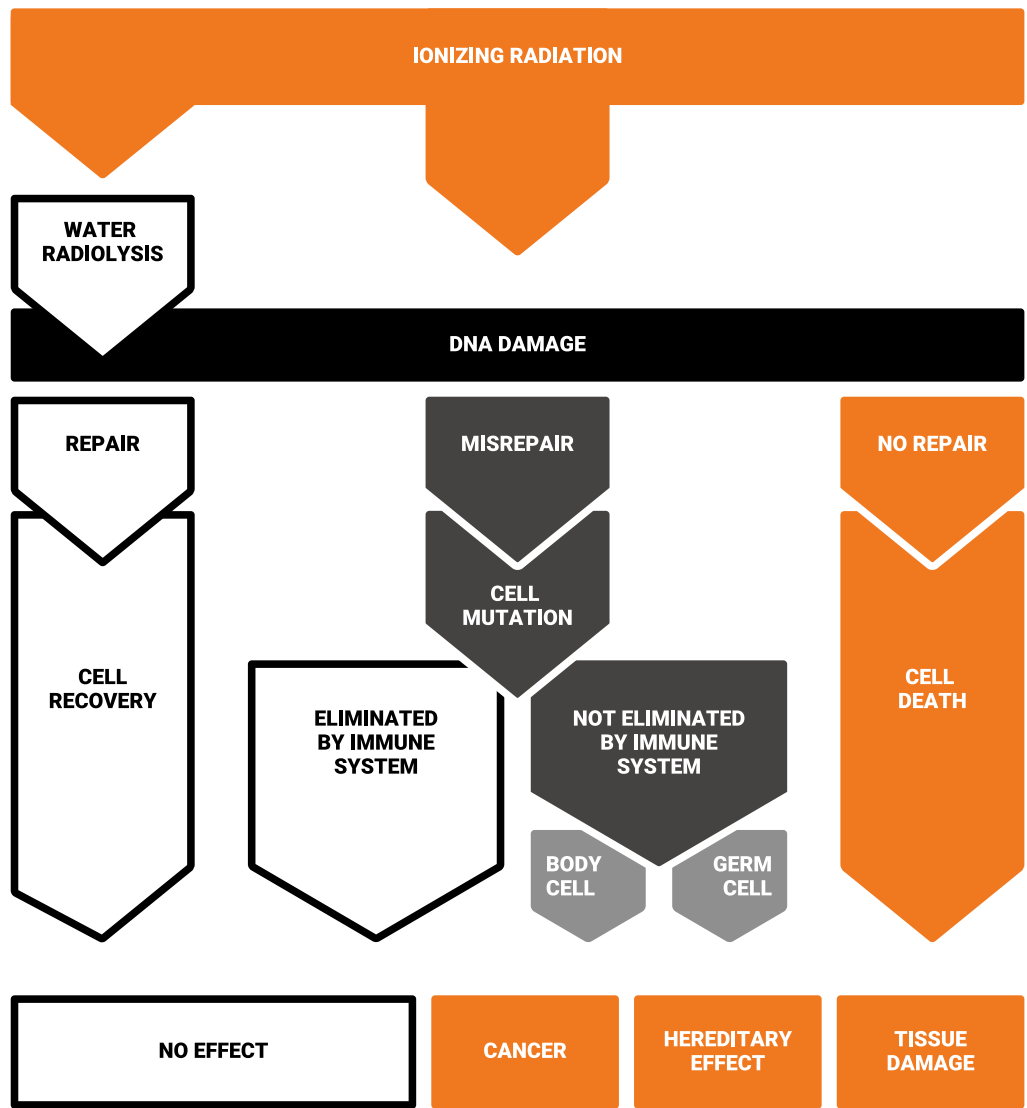 IONIZING RADIATION
WATER
RADIOLYSIS
DNA DAMAGE
REPAIR
MISREPAIR
NO REPAIR
CELL
MUTATION
CELL
RECOVERY
ELIMINATED
BY IMMUNE
SYSTEM
NOT ELIMINATED
BY IMMUNE
SYSTEM
CELL
DEATH
BODY
CELL
GERM
CELL
NO EFFECT
CANCER
HEREDITARY
EFFECT
TISSUE
DAMAGE